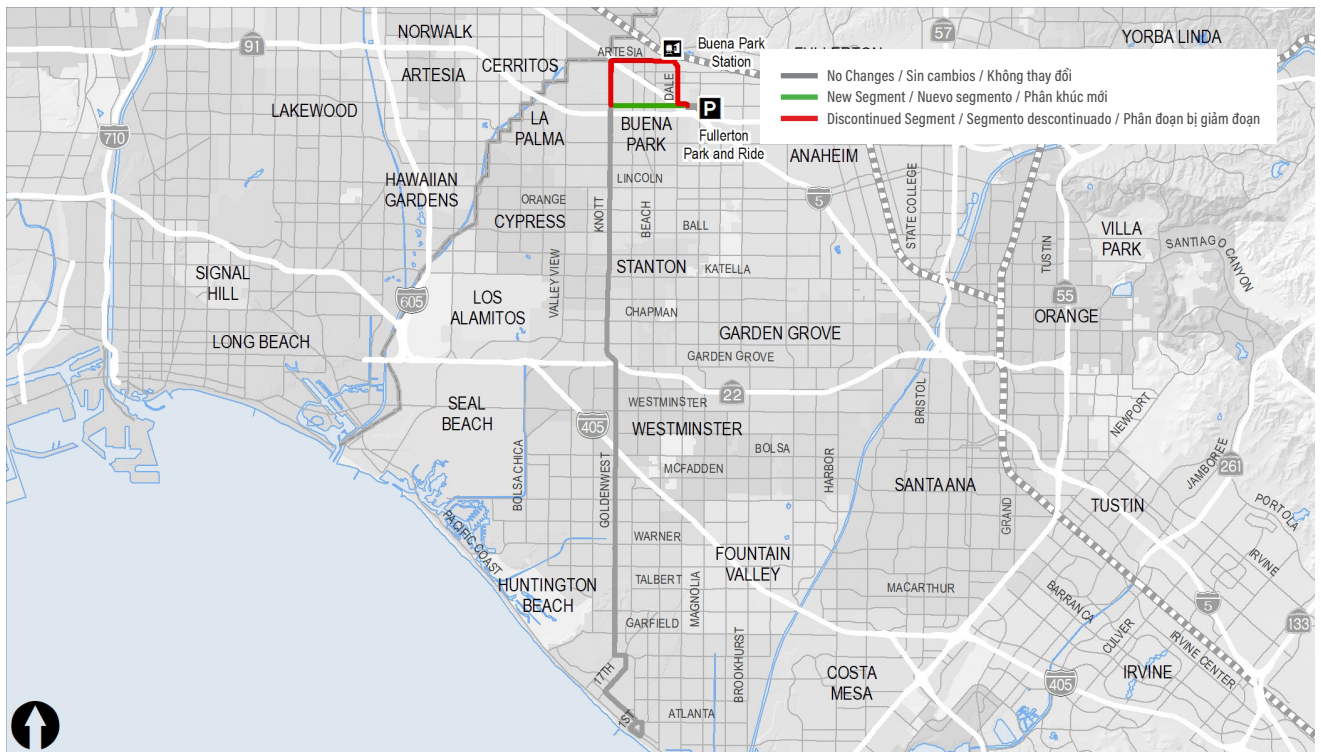 NORWALK
91
ARTESIA
CERRITOS
LAKEWOOD
710
LA
PALMA
HAWAIIAN
GARDENS
ORANGE
CYPRESS
ARTESIA
Buena Park
Station
DALE
P
Fullerton
Park and Ride
BUENA
PARK
57
YORBA LINDA
No Changes / Sin cambios / Không thay đổi
New Segment / Nuevo segmento / Phân khúc mới
Discontinued Segment / Segmento descontinuado / Phân đoạn bị giảm đoạn
ANAHEIM
LINCOLN
KNOTT
BEACH
BALL
5
STATE COLLEGE
VILLA
PARK
SANTIAGO CANYON
TUSTIN
STANTON
KATELLA
SIGNAL
HILL
605
LOS
ALAMITOS
VALLEY VIEW
CHAPMAN
55
ORANGE
LONG BEACH
GARDEN GROVE
GARDEN GROVE
22
SEAL
BEACH
405
WESTMINSTER
WESTMINSTER
BOLSA
BRISTOL
NEWPORT
MCFADDEN
BOLSA CHICA
GOLDENWEST
HARBOR
SANTA ANA
GRAND
JAMBOREE
261
TUSTIN
PORTOLA
PACIFIC COAST
WARNER
FOUNTAIN
VALLEY
IRVINE
HUNTINGTON
BEACH
TALBERT
MAGNOLIA
MACARTHUR
BARRANCA
GARFIELD
CULVER
5
133
IRVINE CENTER
BROOKHURST
COSTA
MESA
405
IRVINE
17TH
1ST
ATLANTA